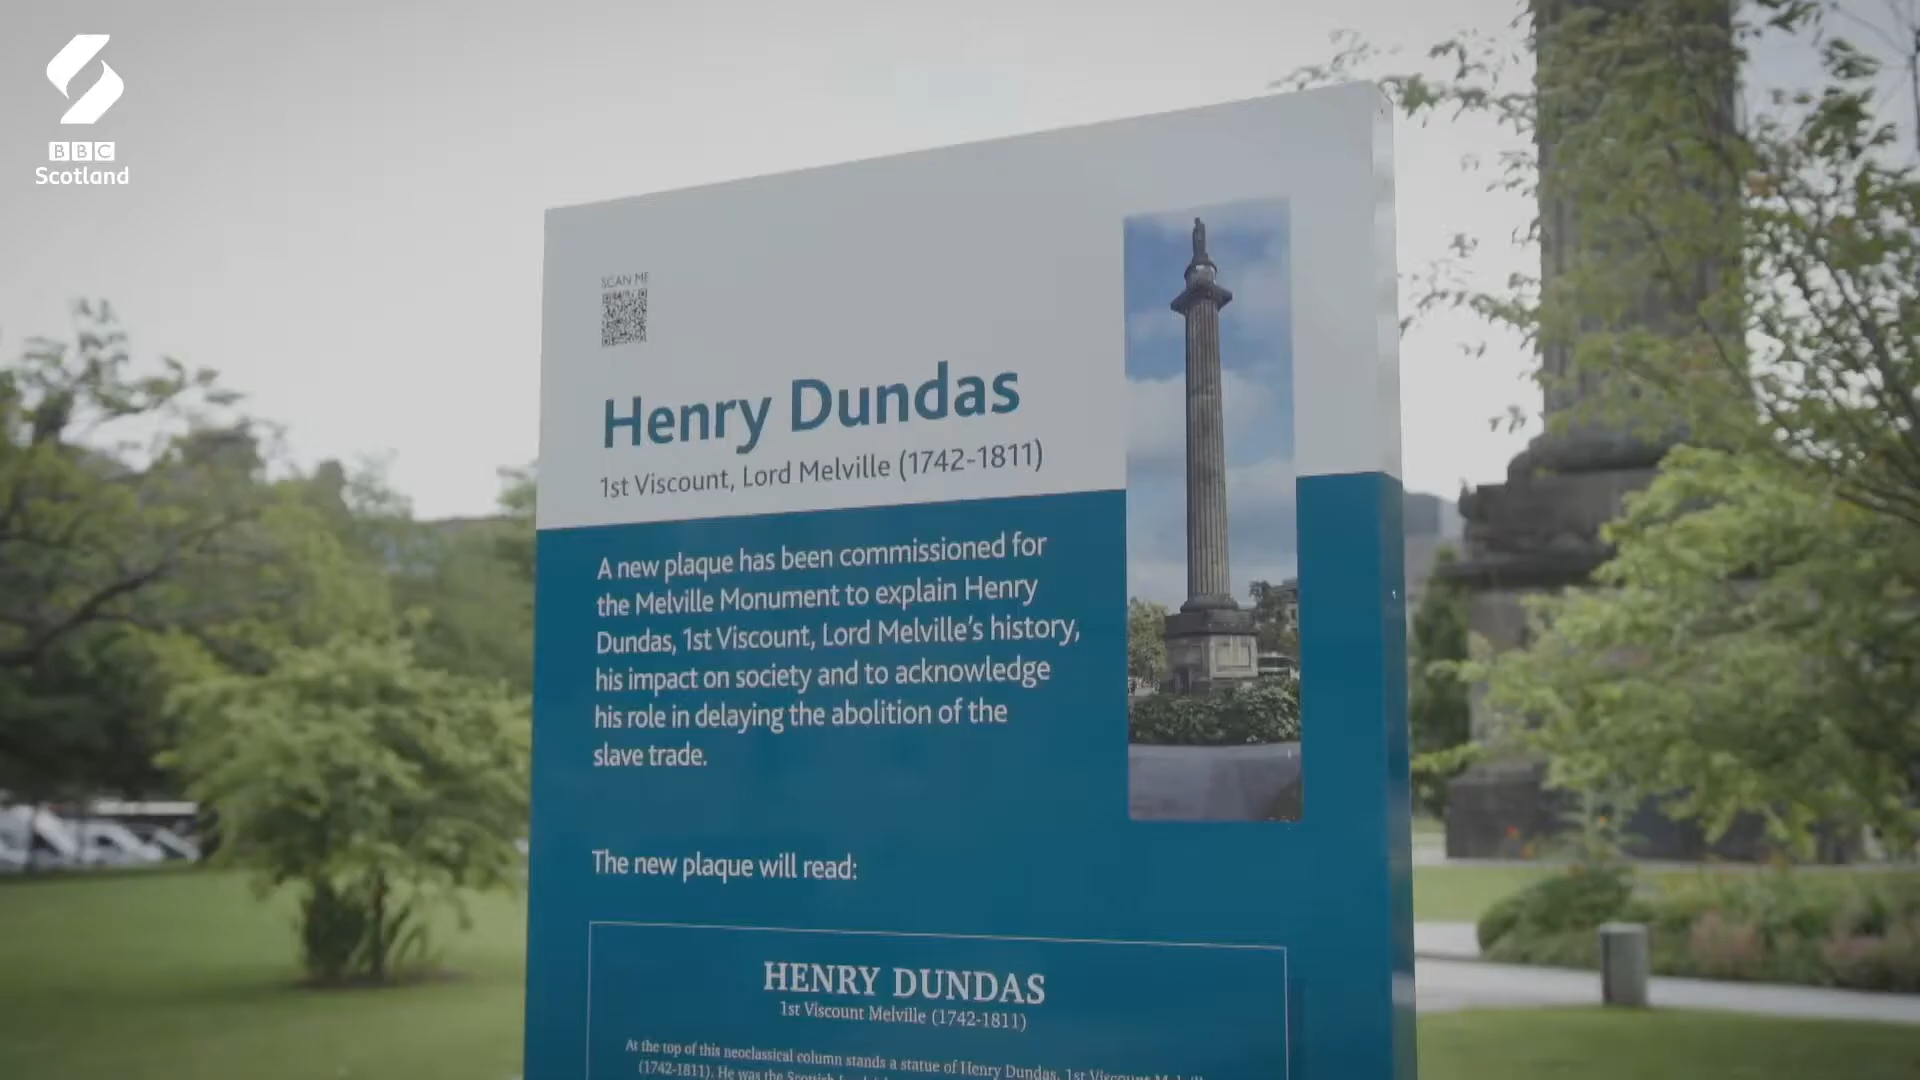 BBC
Scotland
SCAN ME
Henry Dundas
1st Viscount, Lord Melville (1742-1811)
A new plaque has been commissioned for
the Melville Monument to explain Henry
Dundas, 1st Viscount, Lord Melville's history,
his impact on society and to acknowledge
his role in delaying the abolition of the
slave trade.
The new plaque will read:
HENRY DUNDAS
1st Viscount Melville (1742-1811)
At the top of this neoclassical column stands a statue of Henry Dundas, 1st Viscount
(1742-1811). He was the Scottish